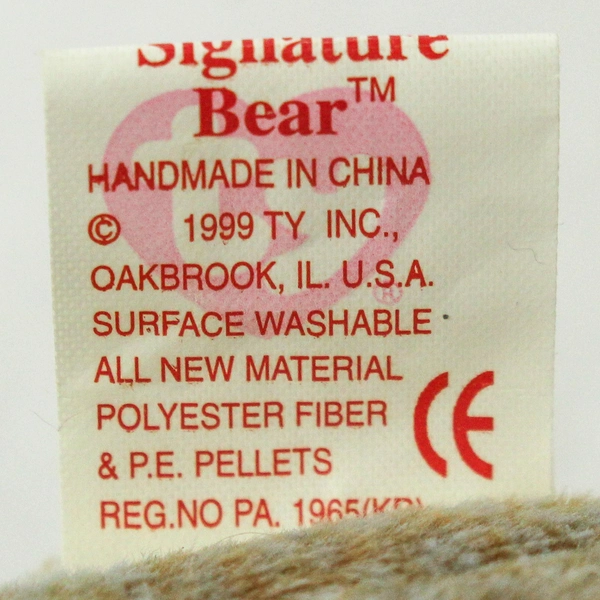 Signature
Bear™
HANDMADE IN CHINA
© 1999 TY INC.,
OAKBROOK, IL. U.S.A.
®
SURFACE WASHABLE
ALL NEW MATERIAL
POLYESTER FIBER
& P.E. PELLETS
CE
REG.NO PA. 1965(KR)